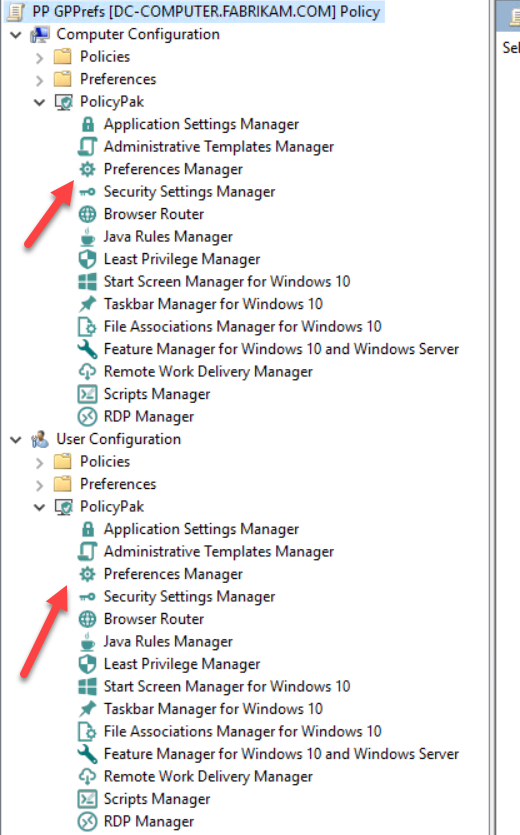 PP GPPrefs [DC-COMPUTER.FABRIKAM.COM] Policy
Computer Configuration
Policies
Preferences
PolicyPak
Application Settings Manager
Administrative Templates Manager
Preferences Manager
Security Settings Manager
Browser Router
Java Rules Manager
Least Privilege Manager
Start Screen Manager for Windows 10
Taskbar Manager for Windows 10
File Associations Manager for Windows 10
Feature Manager for Windows 10 and Windows Server
Remote Work Delivery Manager
Scripts Manager
RDP Manager
User Configuration
Policies
Preferences
PolicyPak
Application Settings Manager
Administrative Templates Manager
Preferences Manager
Security Settings Manager
Browser Router
Java Rules Manager
Least Privilege Manager
Start Screen Manager for Windows 10
Taskbar Manager for Windows 10
File Associations Manager for Windows 10
Feature Manager for Windows 10 and Windows Server
Remote Work Delivery Manager
Scripts Manager
RDP Manager